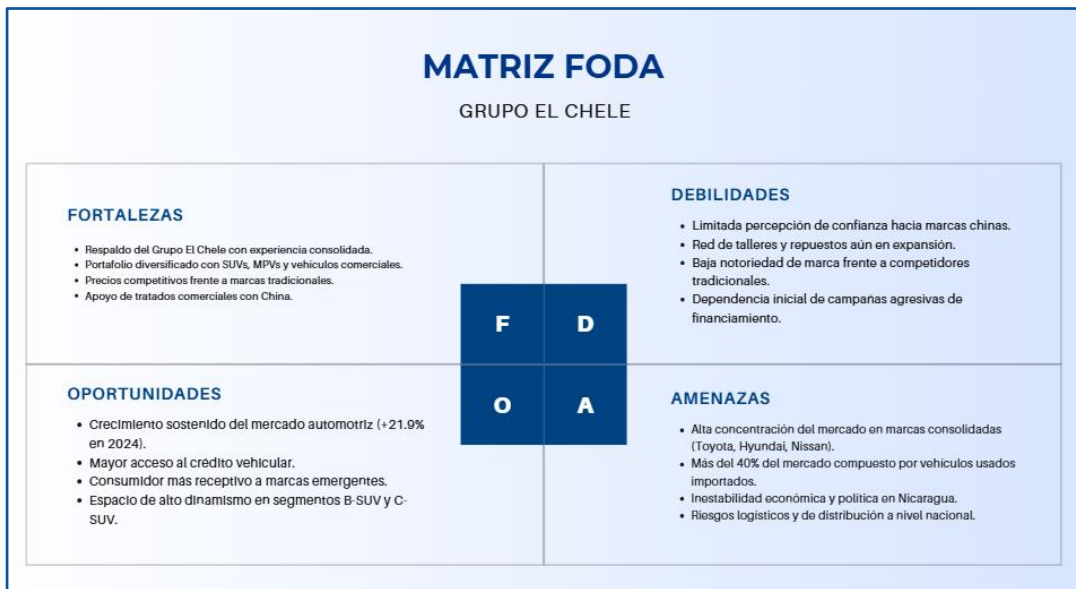 MATRIZ FODA
GRUPO EL CHELE
FORTALEZAS
• Respaldo del Grupo El Chele con experiencia consolidada.
• Portafolio diversificado con SUVs, MPVs y vehículos comerciales.
• Precios competitivos frente a marcas tradicionales.
• Apoyo de tratados comerciales con China.
DEBILIDADES
• Limitada percepción de confianza hacia marcas chinas.
• Red de talleres y repuestos aún en expansión.
• Baja notoriedad de marca frente a competidores
tradicionales.
• Dependencia inicial de campañas agresivas de
financiamiento.
F D
O A
OPORTUNIDADES
• Crecimiento sostenido del mercado automotriz (+21.9%
en 2024).
• Mayor acceso al crédito vehicular.
• Consumidor más receptivo a marcas emergentes.
• Espacio de alto dinamismo en segmentos B-SUV y C-
SUV.
AMENAZAS
• Alta concentración del mercado en marcas consolidadas
(Toyota, Hyundai, Nissan).
• Más del 40% del mercado compuesto por vehículos usados
importados.
• Inestabilidad económica y política en Nicaragua.
• Riesgos logísticos y de distribución a nivel nacional.